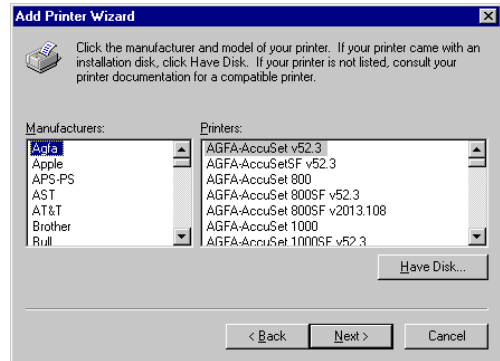 Add Printer Wizard
Click the manufacturer and model of your printer. If your printer came with an
installation disk, click Have Disk. If your printer is not listed, consult your
printer documentation for a compatible printer.
Manufacturers:
Printers:
Agfa
Apple
APS-PS
AST
AT&T
Brother
Bull
AGFA-AccuSet v52.3
AGFA-AccuSetSF v52.3
AGFA-AccuSet 800
AGFA-AccuSet 800SF v52.3
AGFA-AccuSet 800SF v2013.108
AGFA-AccuSet 1000
AGFA-AccuSet 1000SF v52.3
Have Disk...
< Back
Next >
Cancel